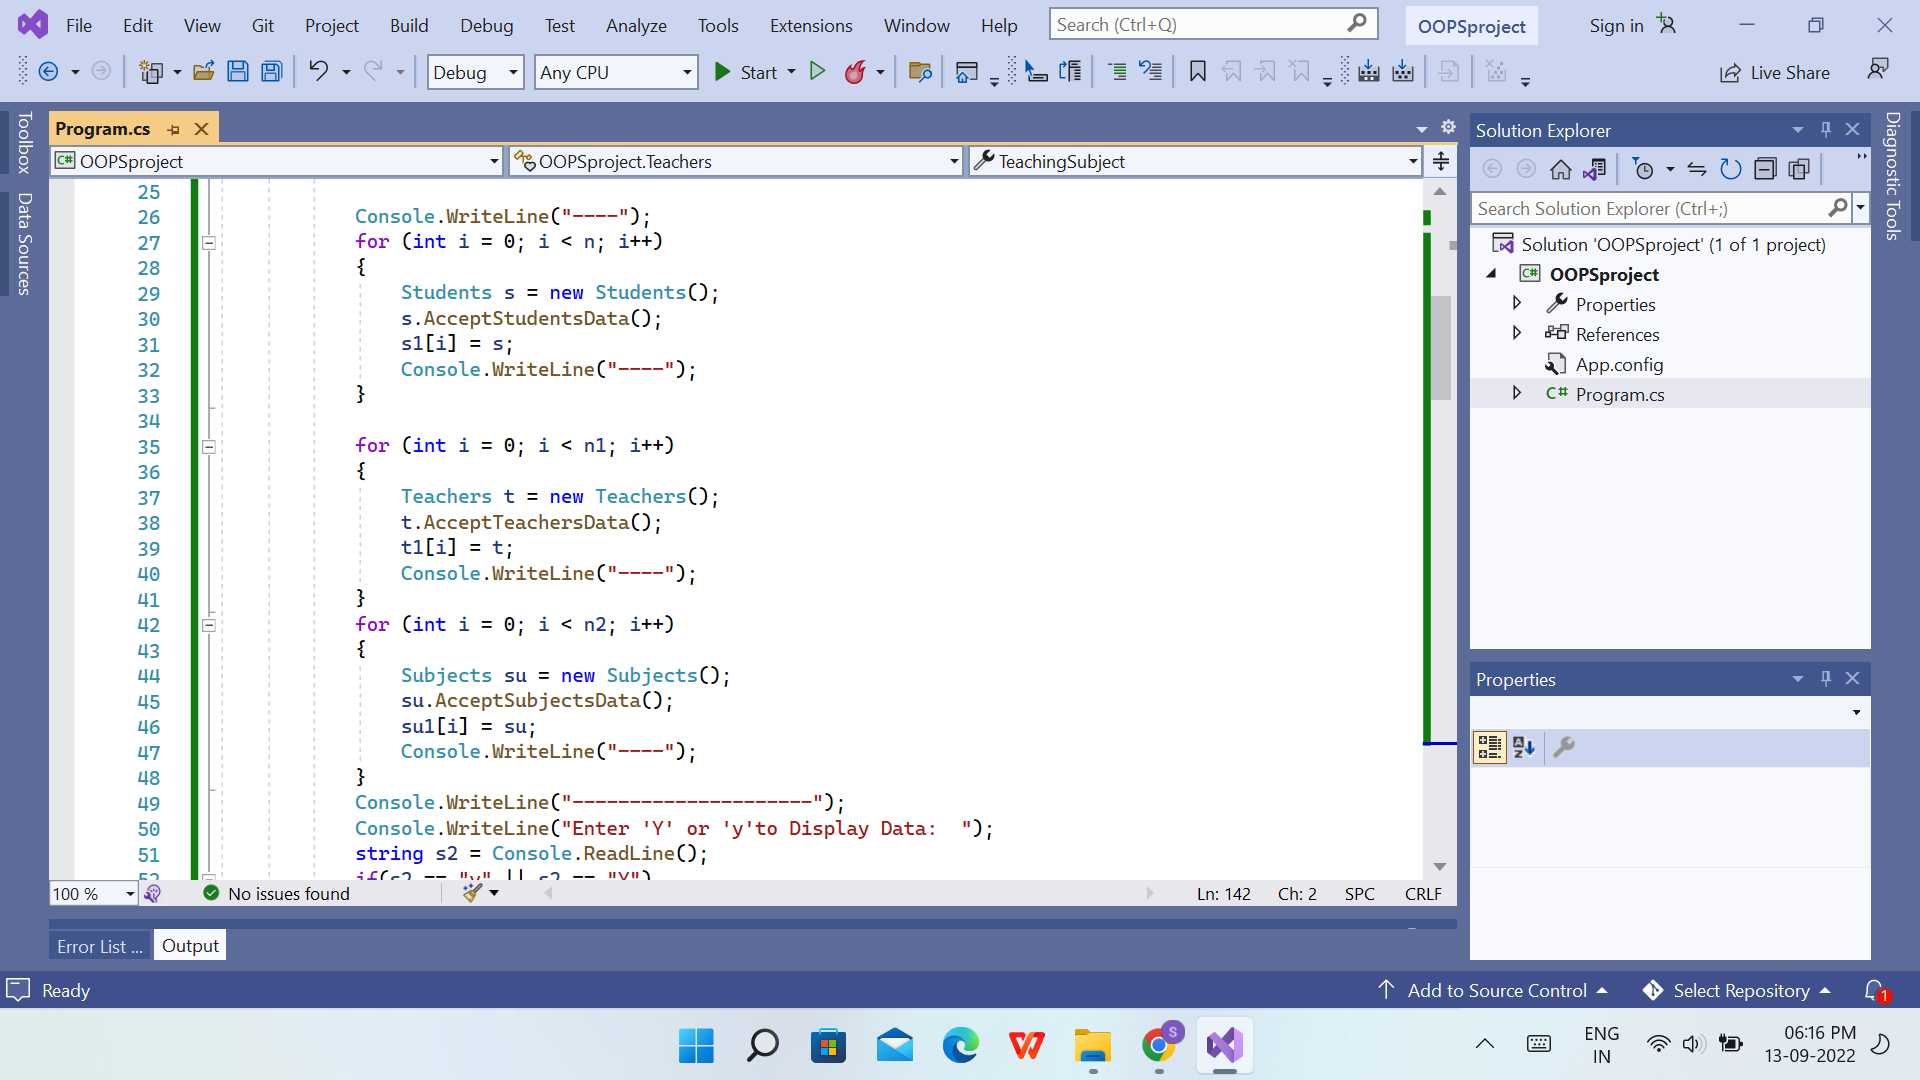 File Edit View Git Project Build Debug Test Analyze Tools Extensions Window Help Search (Ctrl+Q) OOPSproject Sign in
Debug Any CPU Start Live Share
Toolbox
Data Sources
Program.cs
C# OOPSproject OOPSproject.Teachers TeachingSubject
25
26 Console.WriteLine("----");
27 for (int i = 0; i < n; i++)
28 {
29 Students s = new Students();
30 s.AcceptStudentsData();
31 s1[i] = s;
32 Console.WriteLine("----");
33 }
34
35 for (int i = 0; i < n1; i++)
36 {
37 Teachers t = new Teachers();
38 t.AcceptTeachersData();
39 t1[i] = t;
40 Console.WriteLine("----");
41 }
42 for (int i = 0; i < n2; i++)
43 {
44 Subjects su = new Subjects();
45 su.AcceptSubjectsData();
46 su1[i] = su;
47 Console.WriteLine("----");
48 }
49 Console.WriteLine("---------------------");
50 Console.WriteLine("Enter 'Y' or 'y'to Display Data:  ");
51 string s2 = Console.ReadLine();
52 if(s2 == "y" || s2 == "Y")
100 % No issues found Ln: 142 Ch: 2 SPC CRLF
Error List ... Output
Solution Explorer
Search Solution Explorer (Ctrl+;)
Solution 'OOPSproject' (1 of 1 project)
C# OOPSproject
Properties
References
App.config
C# Program.cs
Properties
A
Z
Diagnostic Tools
Ready Add to Source Control Select Repository 1
S
W
ENG
IN
06:16 PM
13-09-2022